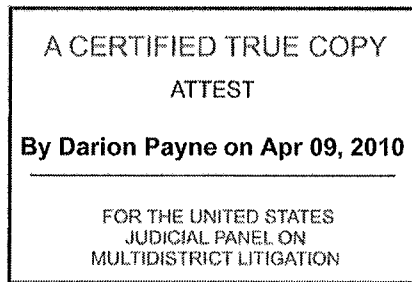 A CERTIFIED TRUE COPY
ATTEST
By Darion Payne on Apr 09, 2010
FOR THE UNITED STATES
JUDICIAL PANEL ON
MULTIDISTRICT LITIGATION